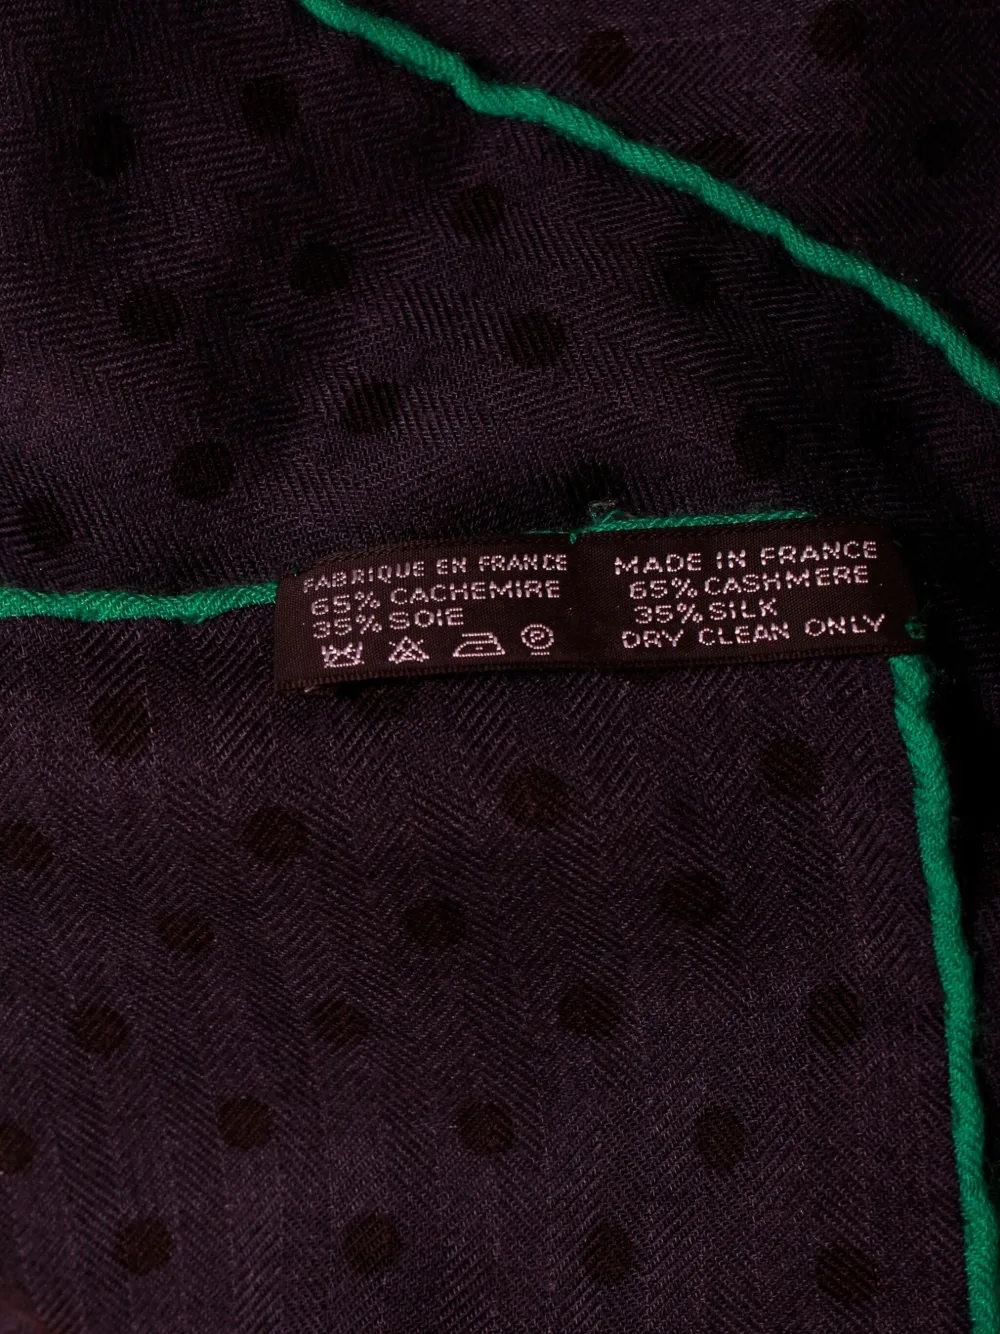 FABRIQUE EN FRANCE
65% CACHEMIRE
35% SOIE
MADE IN FRANCE
65% CASHMERE
35% SILK
DRY CLEAN ONLY